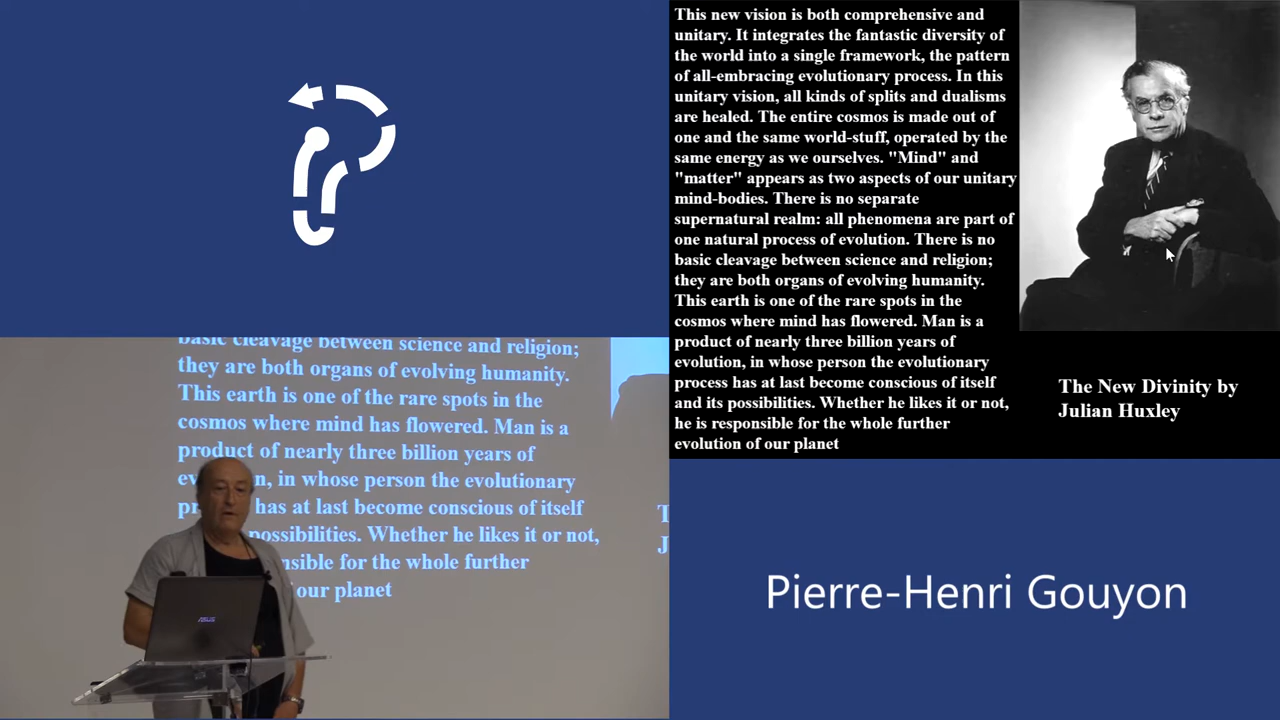 This new vision is both comprehensive and
unitary. It integrates the fantastic diversity of
the world into a single framework, the pattern
of all-embracing evolutionary process. In this
unitary vision, all kinds of splits and dualisms
are healed. The entire cosmos is made out of
one and the same world-stuff, operated by the
same energy as we ourselves. "Mind" and
"matter" appears as two aspects of our unitary
mind-bodies. There is no separate
supernatural realm: all phenomena are part of
one natural process of evolution. There is no
basic cleavage between science and religion;
they are both organs of evolving humanity.
This earth is one of the rare spots in the
cosmos where mind has flowered. Man is a
product of nearly three billion years of
evolution, in whose person the evolutionary
process has at last become conscious of itself
and its possibilities. Whether he likes it or not,
he is responsible for the whole further
evolution of our planet
The New Divinity by
Julian Huxley
basic cleavage between science and religion;
they are both organs of evolving humanity.
This earth is one of the rare spots in the
cosmos where mind has flowered. Man is a
product of nearly three billion years of
in whose person the evolutionary
has at last become conscious of itself
possibilities. Whether he likes it or not,
for the whole further
our planet
ASUS
Pierre-Henri Gouyon